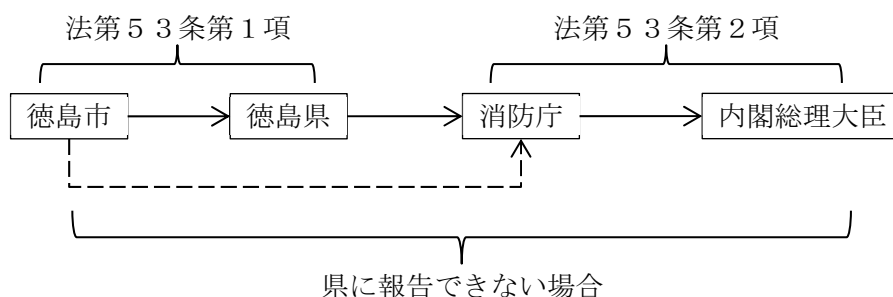 法第５３条第１項
法第５３条第２項
徳島市
徳島県
消防庁
内閣総理大臣
県に報告できない場合